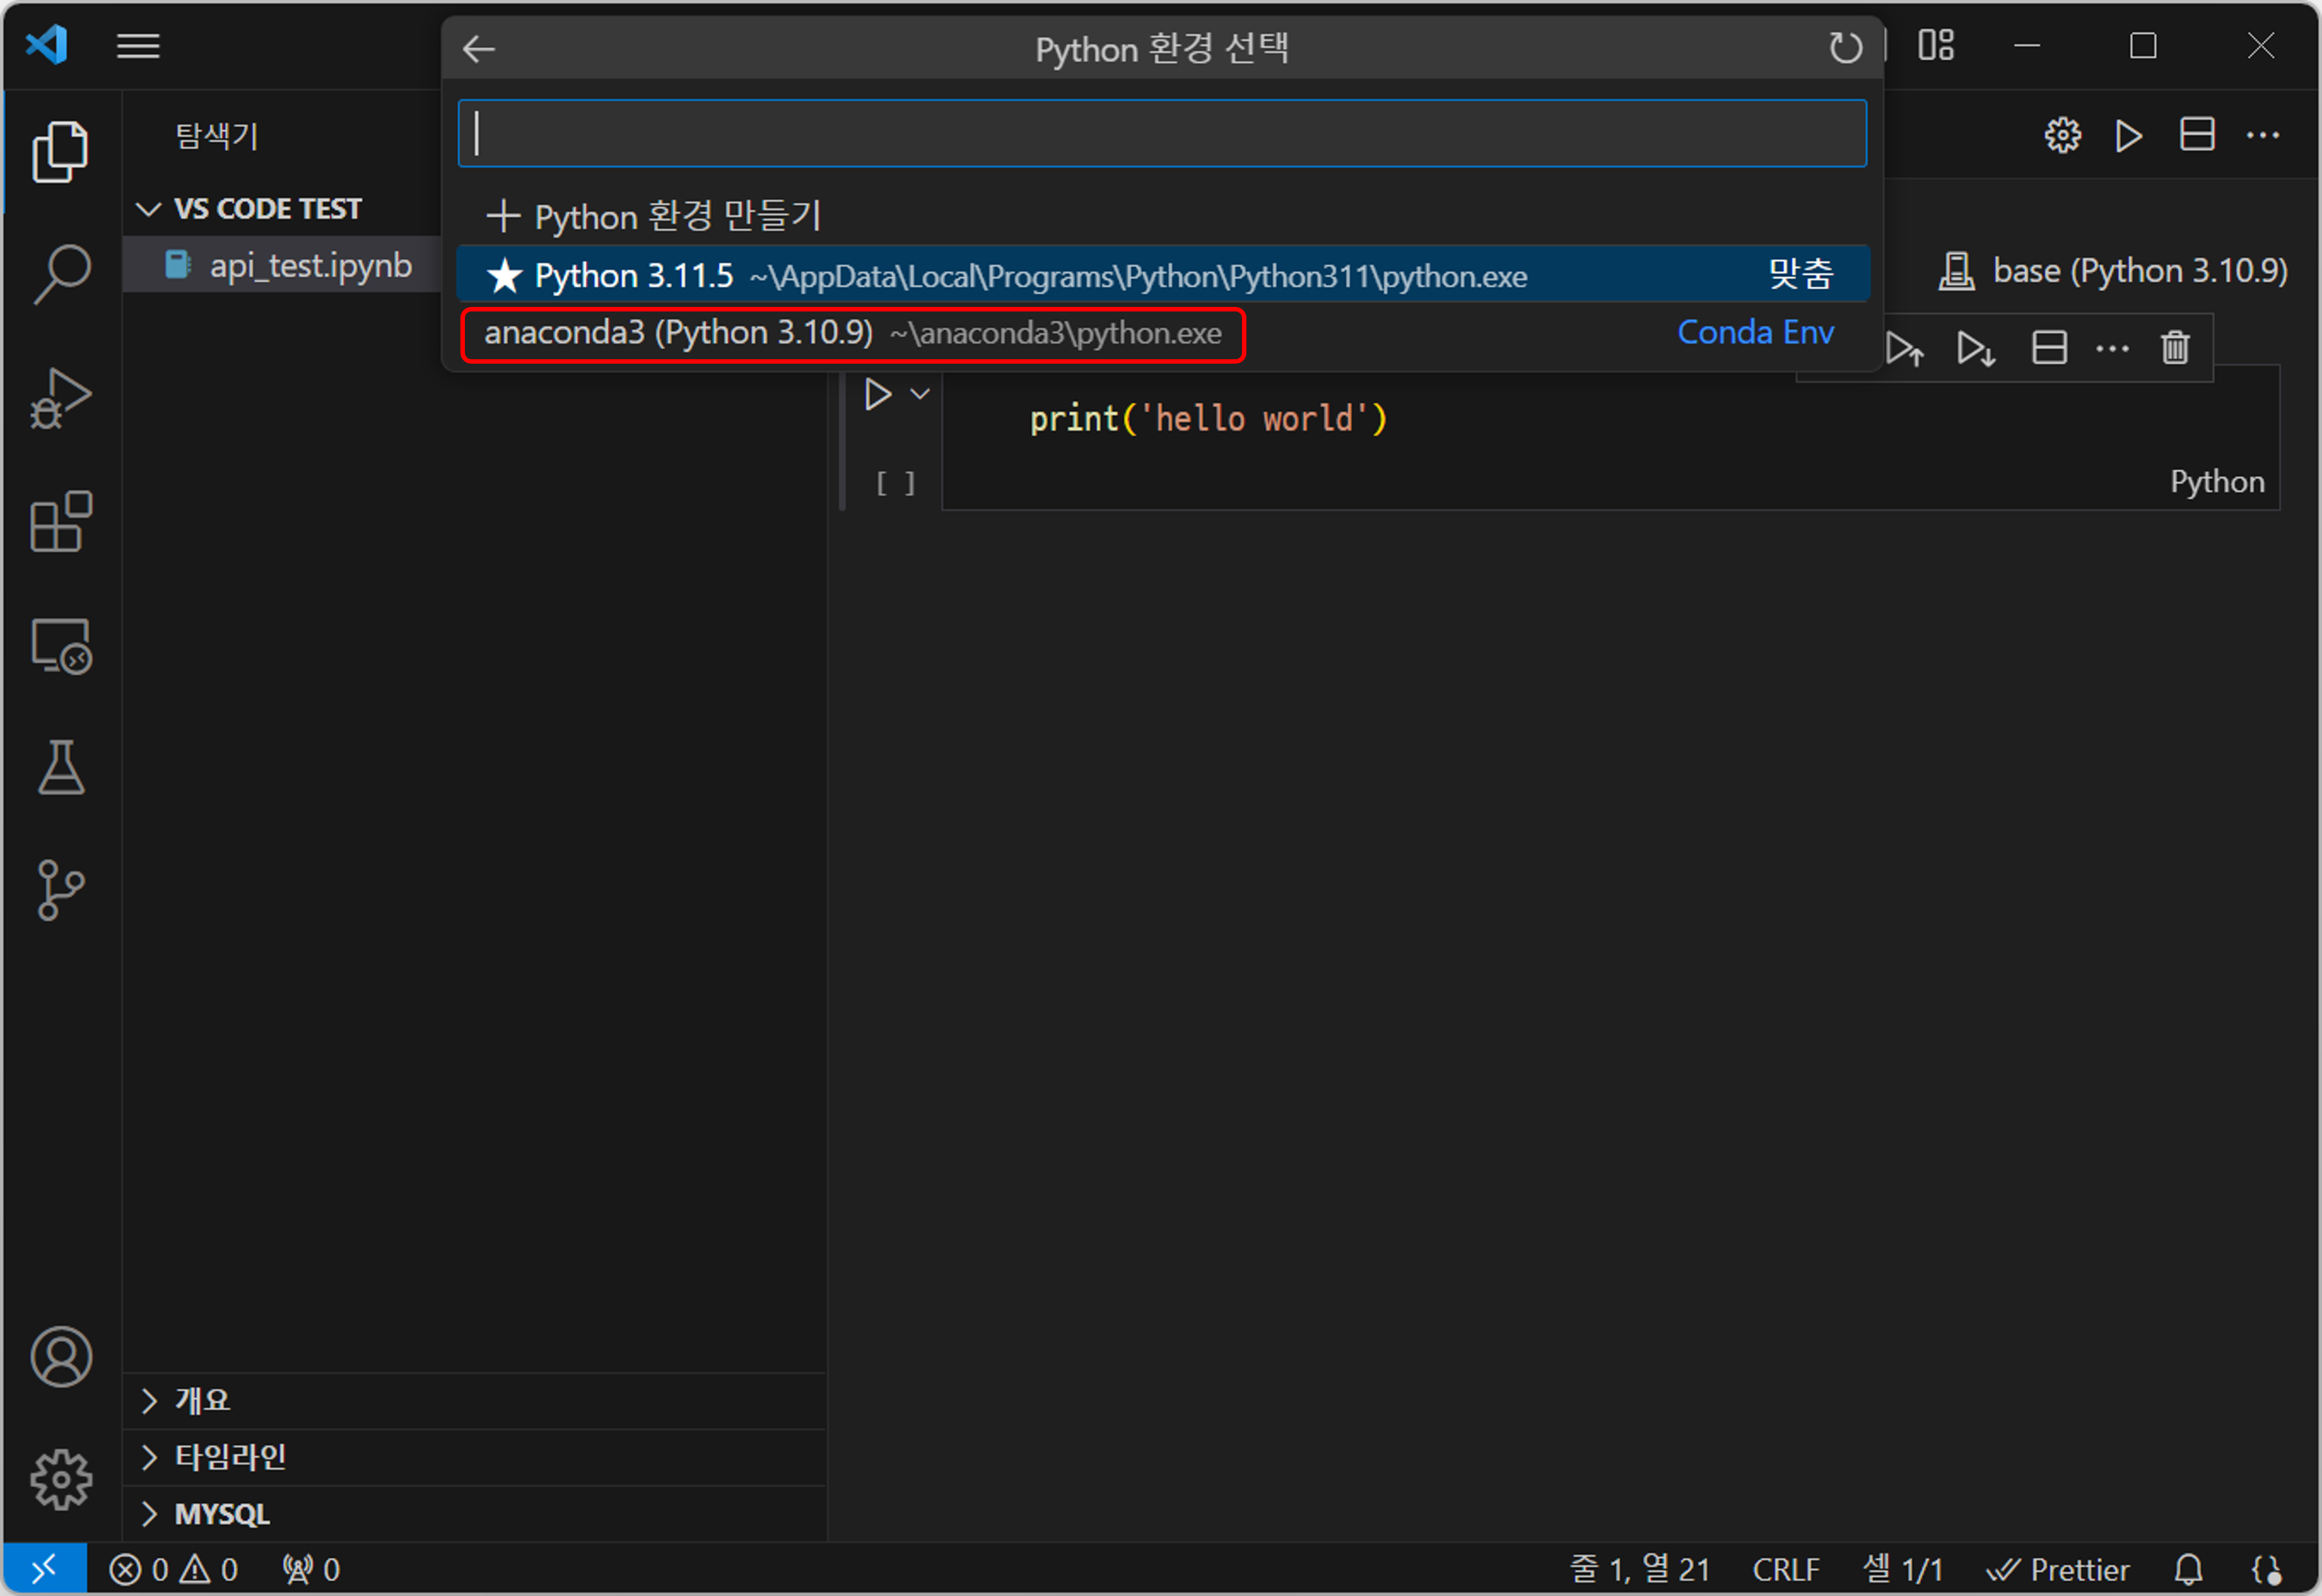 Python 환경 선택
탐색기
VS CODE TEST
api_test.ipynb
Python 환경 만들기
Python 3.11.5 ~\AppData\Local\Programs\Python\Python311\python.exe 맞춤
anaconda3 (Python 3.10.9) ~\anaconda3\python.exe Conda Env
base (Python 3.10.9)
print('hello world')
[ ]
Python
개요
타임라인
MYSQL
0 0 0
줄 1, 열 21 CRLF 셀 1/1 Prettier